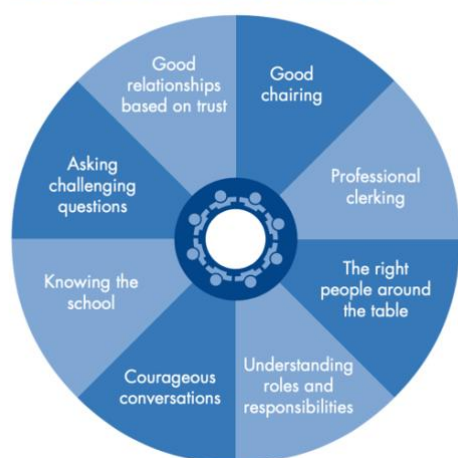 Good
relationships
based on trust
Good
chairing
Professional
clerking
The right
people around
the table
Understanding
roles and
responsibilities
Courageous
conversations
Knowing the
school
Asking
challenging
questions